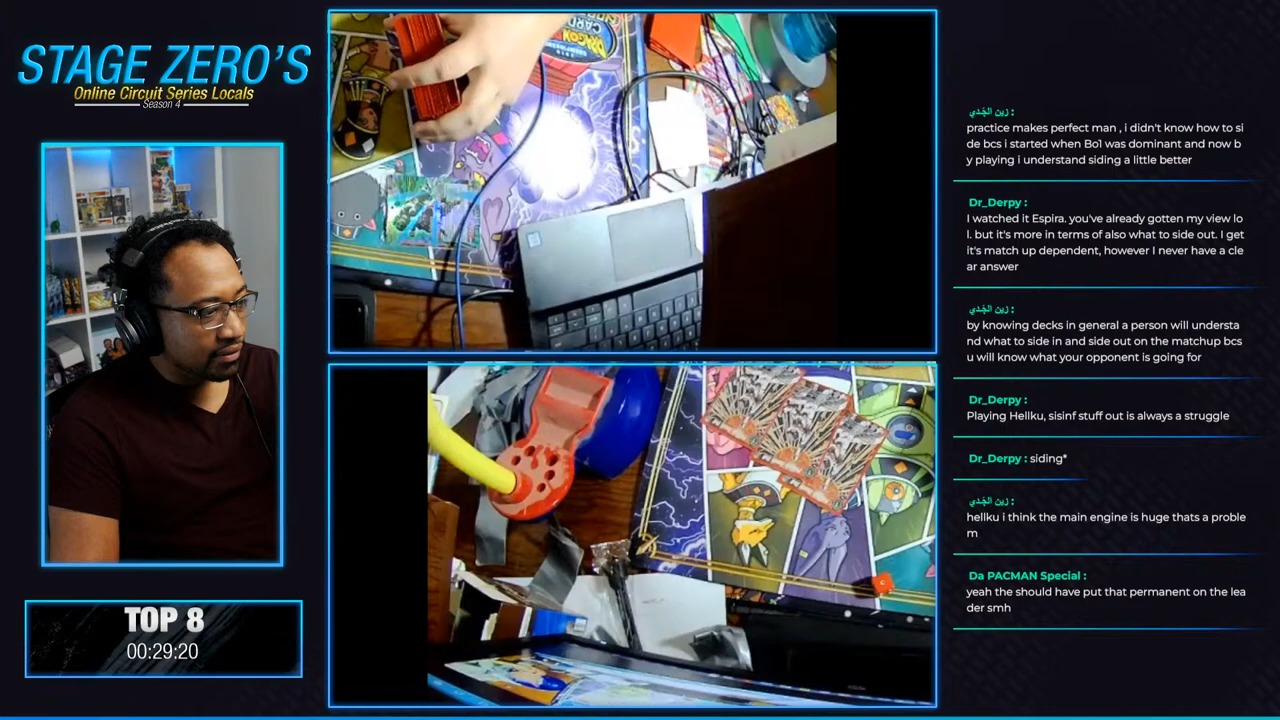 STAGE ZERO'S
Online Circuit Series Locals
Season 4
TOP 8
00:29:20
زين الجّدي :
practice makes perfect man , i didn't know how to si
de bcs i started when Bo1 was dominant and now b
y playing i understand siding a little better
Dr_Derpy :
I watched it Espira. you've already gotten my view lo
l. but it's more in terms of also what to side out. I get
it's match up dependent, however I never have a cle
ar answer
زين الجّدي :
by knowing decks in general a person will understa
nd what to side in and side out on the matchup bcs
u will know what your opponent is going for
Dr_Derpy :
Playing Hellku, sisinf stuff out is always a struggle
Dr_Derpy : siding*
زين الجّدي :
hellku i think the main engine is huge thats a proble
m
Da PACMAN Special :
yeah the should have put that permanent on the lea
der smh